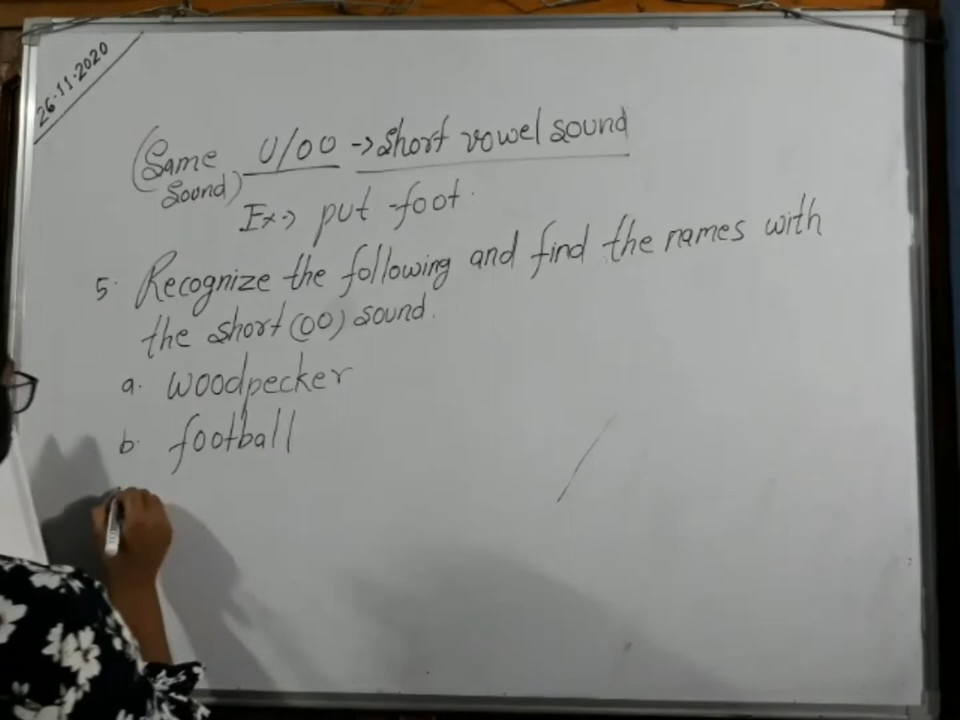 26.11.2020
(Same U/OO -> Short vowel sound
Sound)
Ex -> put - foot.
5. Recognize the following and find the names with
the short (OO) sound.
a. woodpecker
b. football